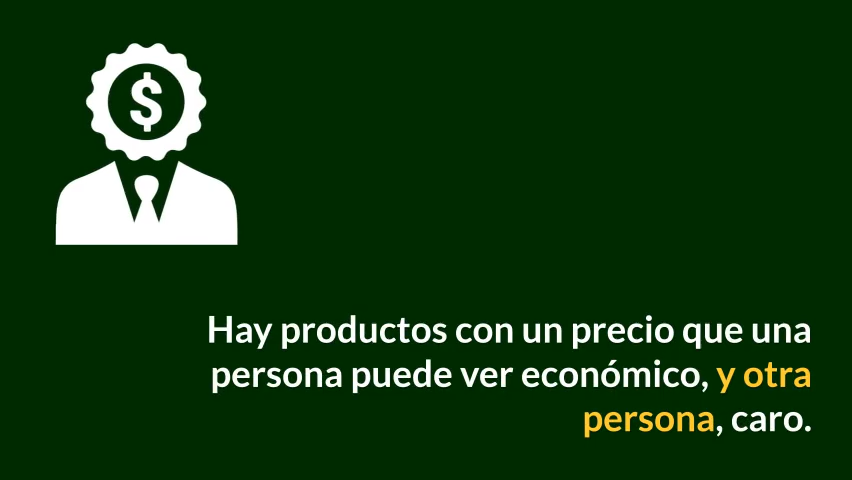 $
Hay productos con un precio que una
persona puede ver económico, y otra
persona, caro.